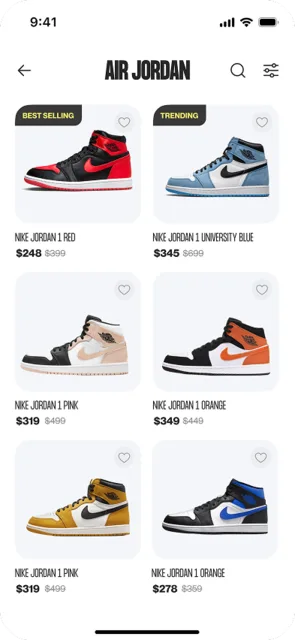 9:41
AIR JORDAN
BEST SELLING
TRENDING
NIKE JORDAN 1 RED
$248 $399
NIKE JORDAN 1 UNIVERSITY BLUE
$345 $699
NIKE JORDAN 1 PINK
$319 $499
NIKE JORDAN 1 ORANGE
$349 $449
NIKE JORDAN 1 PINK
$319 $499
NIKE JORDAN 1 ORANGE
$278 $359